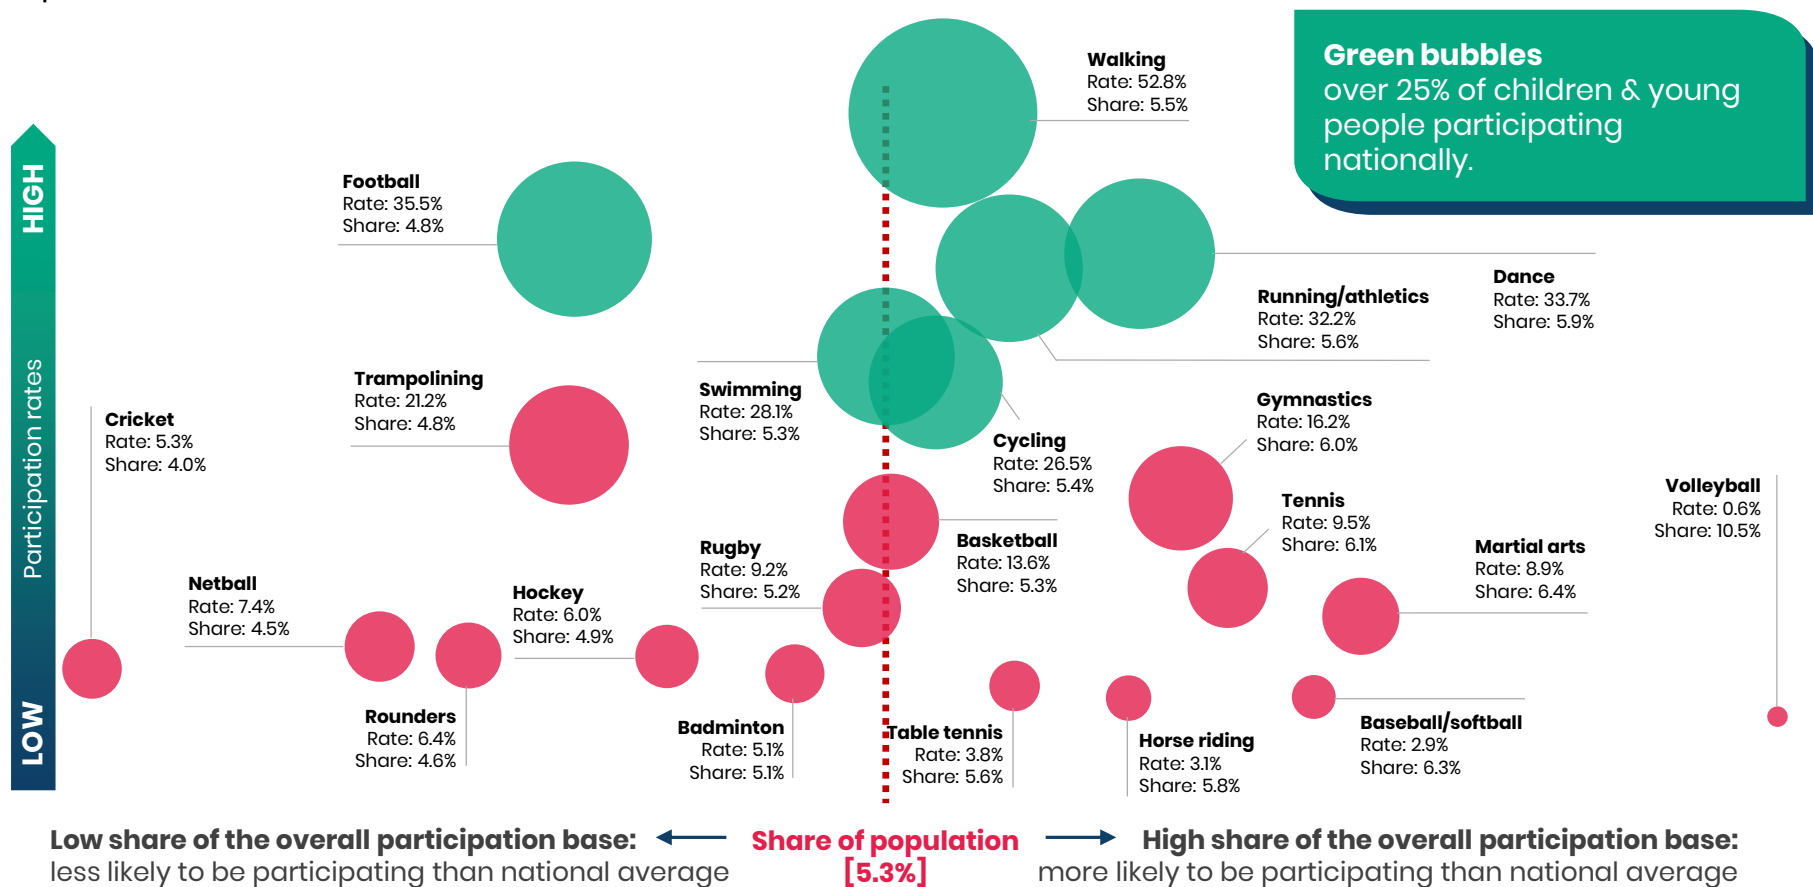 Walking
Rate: 52.8%
Share: 5.5%
Green bubbles
over 25% of children & young
people participating
nationally.
HIGH
Participation rates
LOW
Football
Rate: 35.5%
Share: 4.8%
Dance
Rate: 33.7%
Share: 5.9%
Running/athletics
Rate: 32.2%
Share: 5.6%
Trampolining
Rate: 21.2%
Share: 4.8%
Swimming
Rate: 28.1%
Share: 5.3%
Cricket
Rate: 5.3%
Share: 4.0%
Cycling
Rate: 26.5%
Share: 5.4%
Gymnastics
Rate: 16.2%
Share: 6.0%
Tennis
Rate: 9.5%
Share: 6.1%
Volleyball
Rate: 0.6%
Share: 10.5%
Martial arts
Rate: 8.9%
Share: 6.4%
Basketball
Rate: 13.6%
Share: 5.3%
Rugby
Rate: 9.2%
Share: 5.2%
Netball
Rate: 7.4%
Share: 4.5%
Hockey
Rate: 6.0%
Share: 4.9%
Rounders
Rate: 6.4%
Share: 4.6%
Badminton
Rate: 5.1%
Share: 5.1%
Table tennis
Rate: 3.8%
Share: 5.6%
Horse riding
Rate: 3.1%
Share: 5.8%
Baseball/softball
Rate: 2.9%
Share: 6.3%
Low share of the overall participation base:
less likely to be participating than national average
Share of population
[5.3%]
High share of the overall participation base:
more likely to be participating than national average